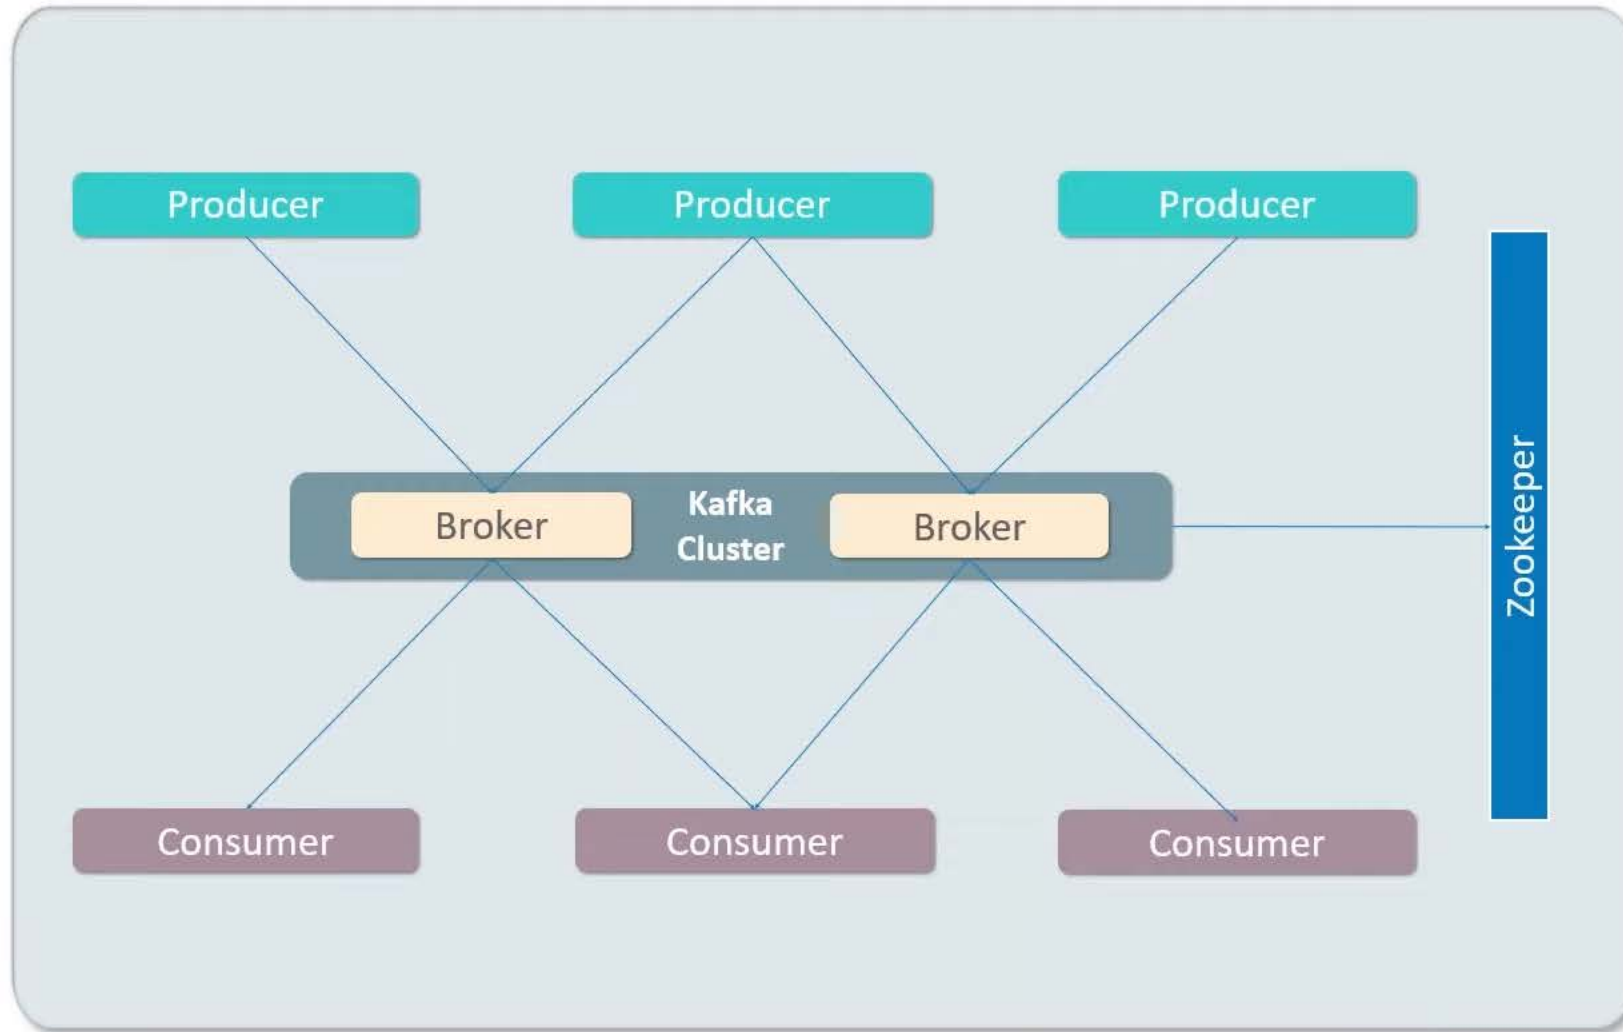 Producer
Producer
Producer
Broker
Kafka
Cluster
Broker
Zookeeper
Consumer
Consumer
Consumer